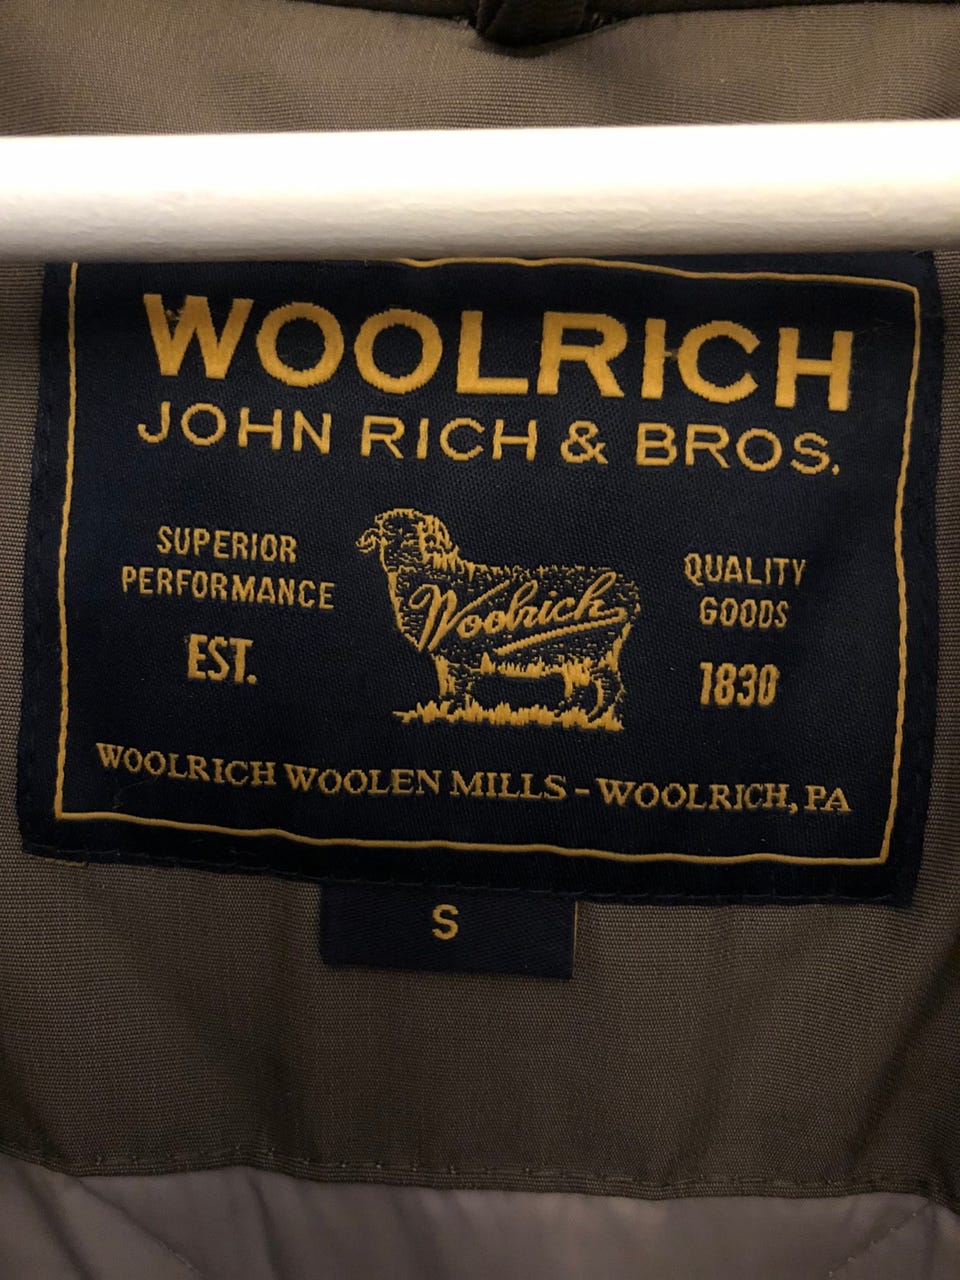 WOOLRICH
JOHN RICH & BROS.
SUPERIOR
PERFORMANCE
EST.
Woolrich
QUALITY
GOODS
1830
WOOLRICH WOOLEN MILLS - WOOLRICH, PA
S